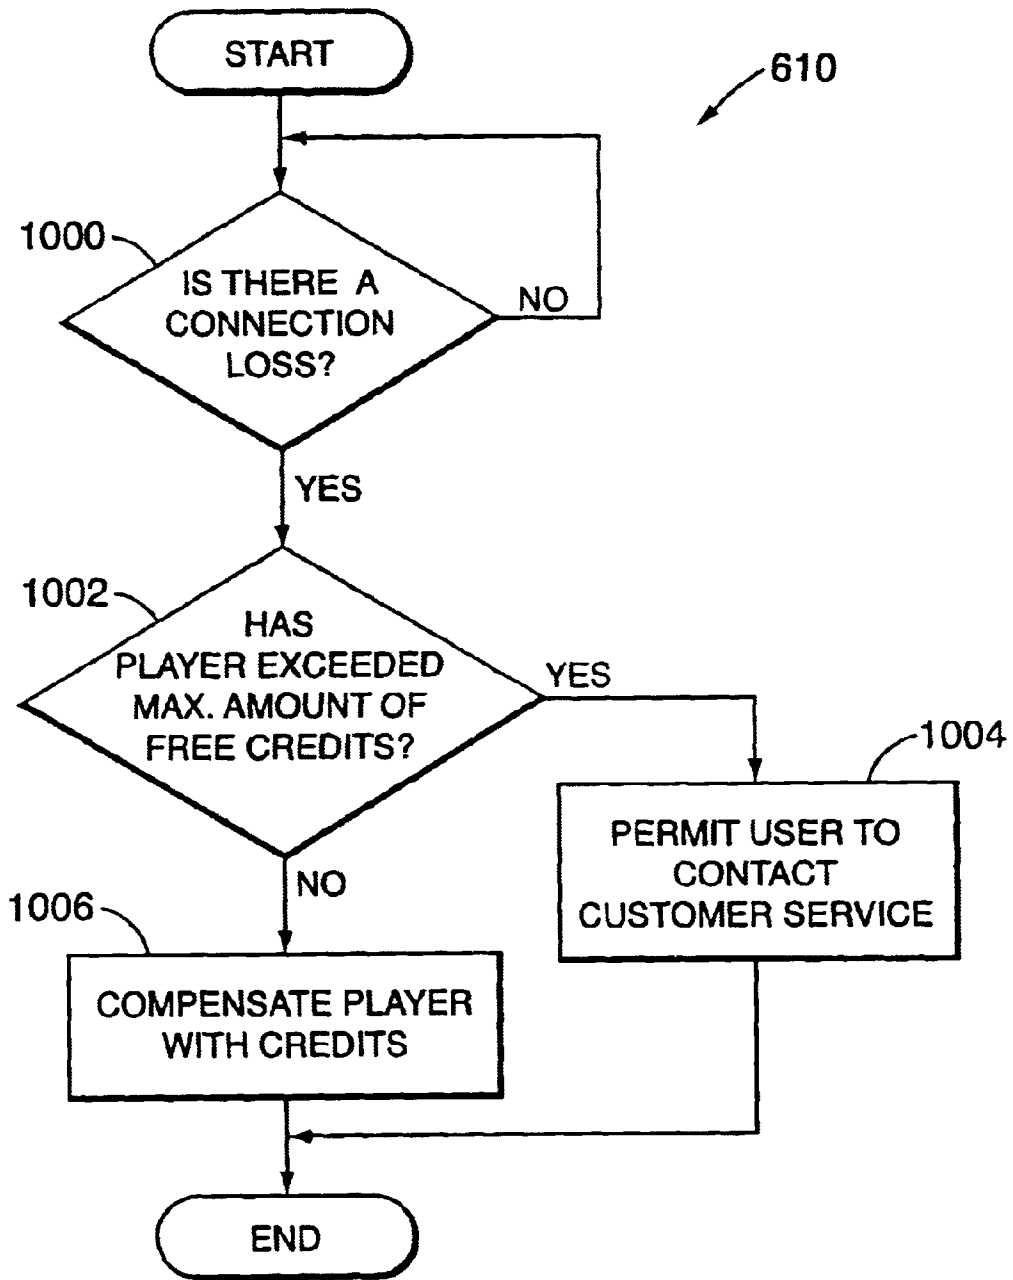 START
610
1000
IS THERE A
CONNECTION
LOSS?
NO
YES
1002
HAS
PLAYER EXCEEDED
MAX. AMOUNT OF
FREE CREDITS?
YES
1004
PERMIT USER TO
CONTACT
CUSTOMER SERVICE
NO
1006
COMPENSATE PLAYER
WITH CREDITS
END